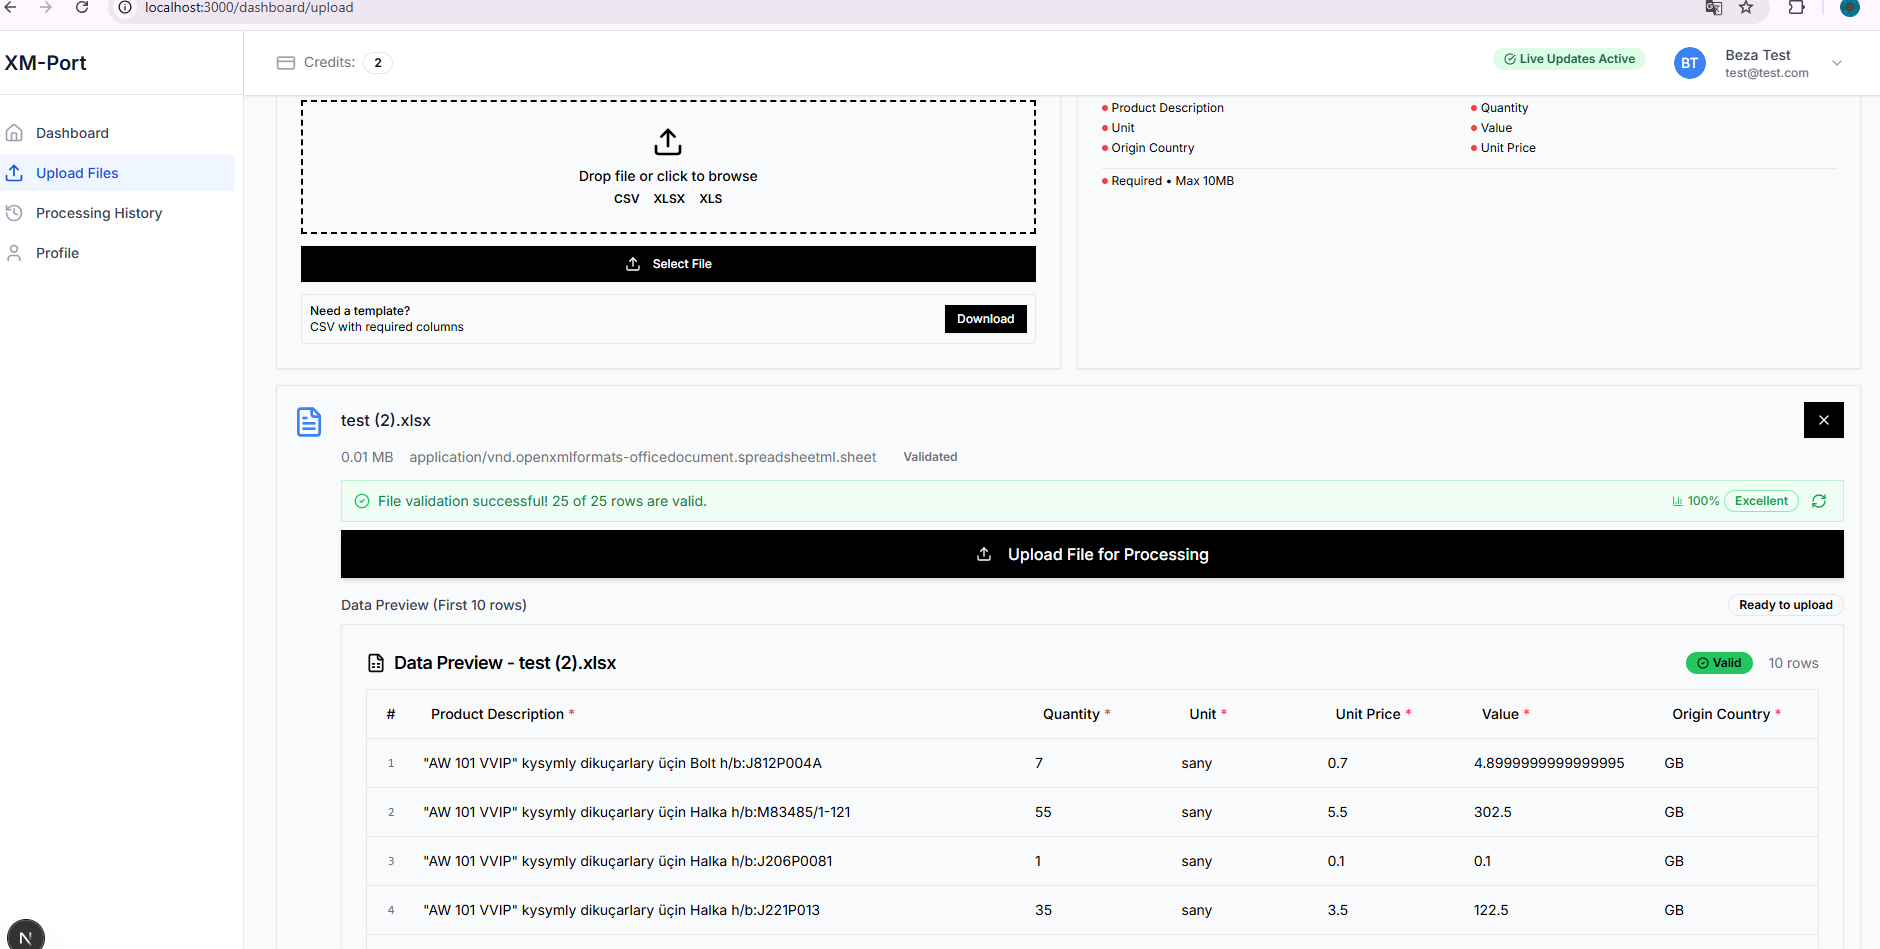 localhost:3000/dashboard/upload
XM-Port
Credits: 2
Live Updates Active
BT
Beza Test
test@test.com
Dashboard
Upload Files
Processing History
Profile
Drop file or click to browse
CSV XLSX XLS
Select File
Need a template?
CSV with required columns
Download
Product Description
Quantity
Unit
Value
Origin Country
Unit Price
Required • Max 10MB
test (2).xlsx
0.01 MB application/vnd.openxmlformats-officedocument.spreadsheetml.sheet Validated
File validation successful! 25 of 25 rows are valid.
100% Excellent
Upload File for Processing
Data Preview (First 10 rows)
Ready to upload
Data Preview - test (2).xlsx
Valid 10 rows
# Product Description * Quantity * Unit * Unit Price * Value * Origin Country *
1 "AW 101 VVIP" kysymly dikuçarlary üçin Bolt h/b:J812P004A 7 sany 0.7 4.8999999999999995 GB
2 "AW 101 VVIP" kysymly dikuçarlary üçin Halka h/b:M83485/1-121 55 sany 5.5 302.5 GB
3 "AW 101 VVIP" kysymly dikuçarlary üçin Halka h/b:J206P0081 1 sany 0.1 0.1 GB
4 "AW 101 VVIP" kysymly dikuçarlary üçin Halka h/b:J221P013 35 sany 3.5 122.5 GB
N